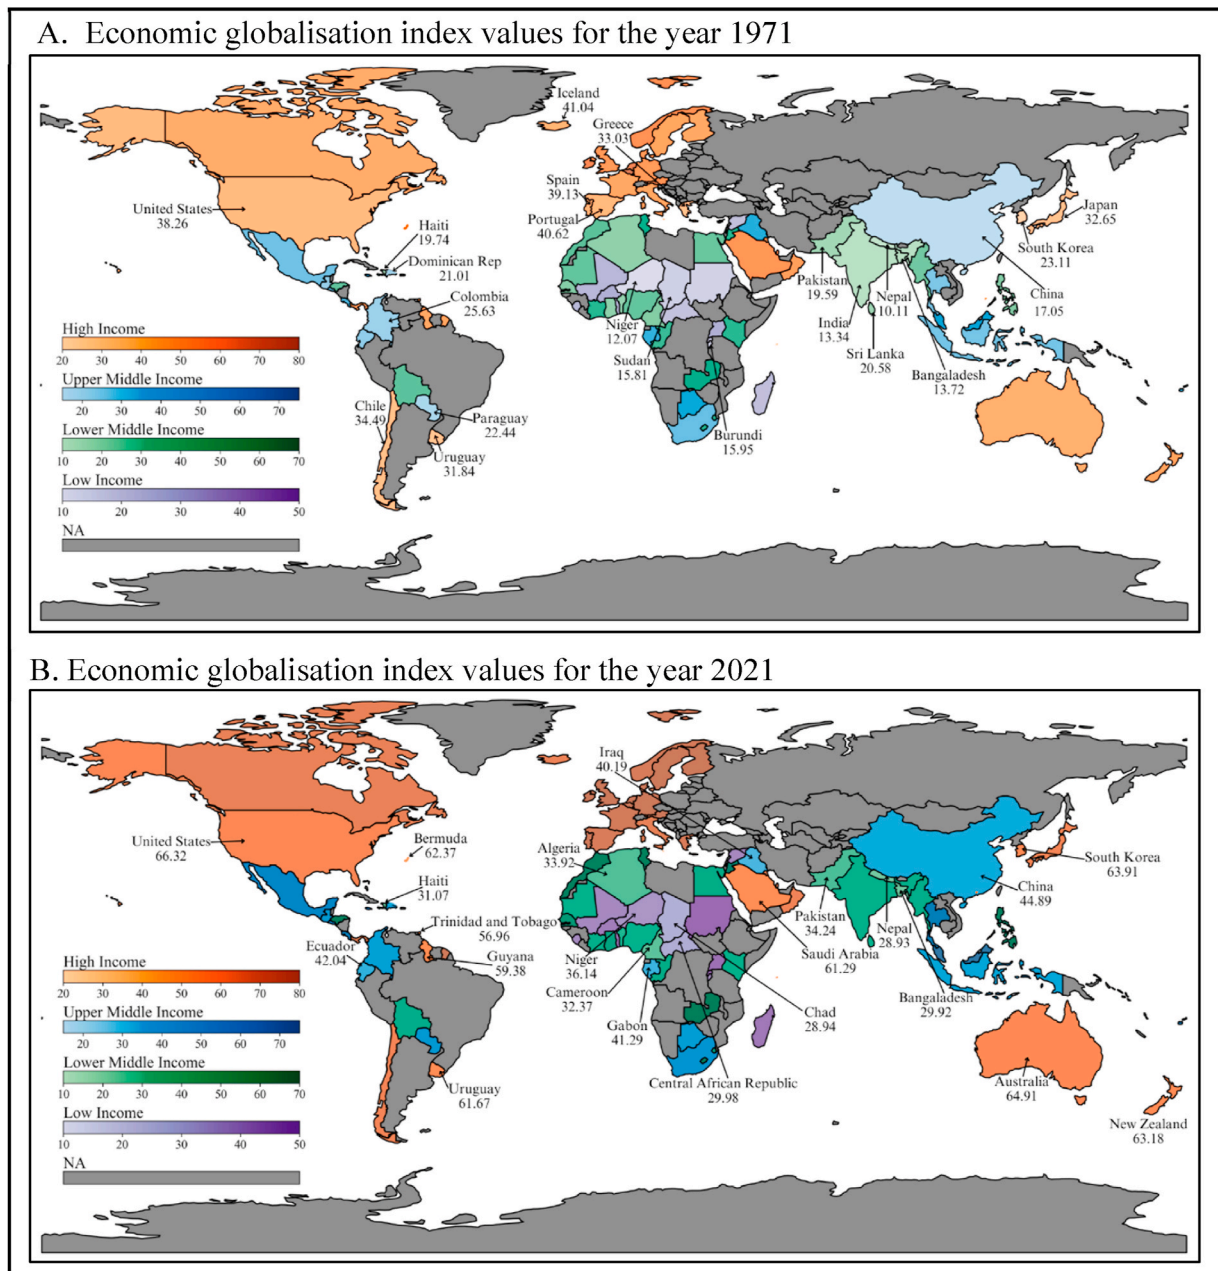 A. Economic globalisation index values for the year 1971
Iceland
41.04
Greece
33.03
Spain
39.13
Portugal
40.62
United States
38.26
Haiti
19.74
Dominican Rep
21.01
Colombia
25.63
Japan
32.65
South Korea
23.11
China
17.05
Pakistan
19.59
Nepal
10.11
India
13.34
Sri Lanka
20.58
Bangladesh
13.72
Niger
12.07
Sudan
15.81
Burundi
15.95
Chile
34.49
Paraguay
22.44
Uruguay
31.84
High Income
20 30 40 50 60 70 80
Upper Middle Income
20 30 40 50 60 70
Lower Middle Income
10 20 30 40 50 60 70
Low Income
10 20 30 40 50
NA
B. Economic globalisation index values for the year 2021
Iraq
40.19
United States
66.32
Bermuda
62.37
Algeria
33.92
Haiti
31.07
South Korea
63.91
China
44.89
Trinidad and Tobago
56.96
Pakistan
34.24
Nepal
28.93
Ecuador
42.04
Guyana
59.38
Niger
36.14
Saudi Arabia
61.29
Cameroon
32.37
Bangladesh
29.92
Chad
28.94
Gabon
41.29
Central African Republic
29.98
Uruguay
61.67
Australia
64.91
New Zealand
63.18
High Income
20 30 40 50 60 70 80
Upper Middle Income
20 30 40 50 60 70
Lower Middle Income
10 20 30 40 50 60 70
Low Income
10 20 30 40 50
NA